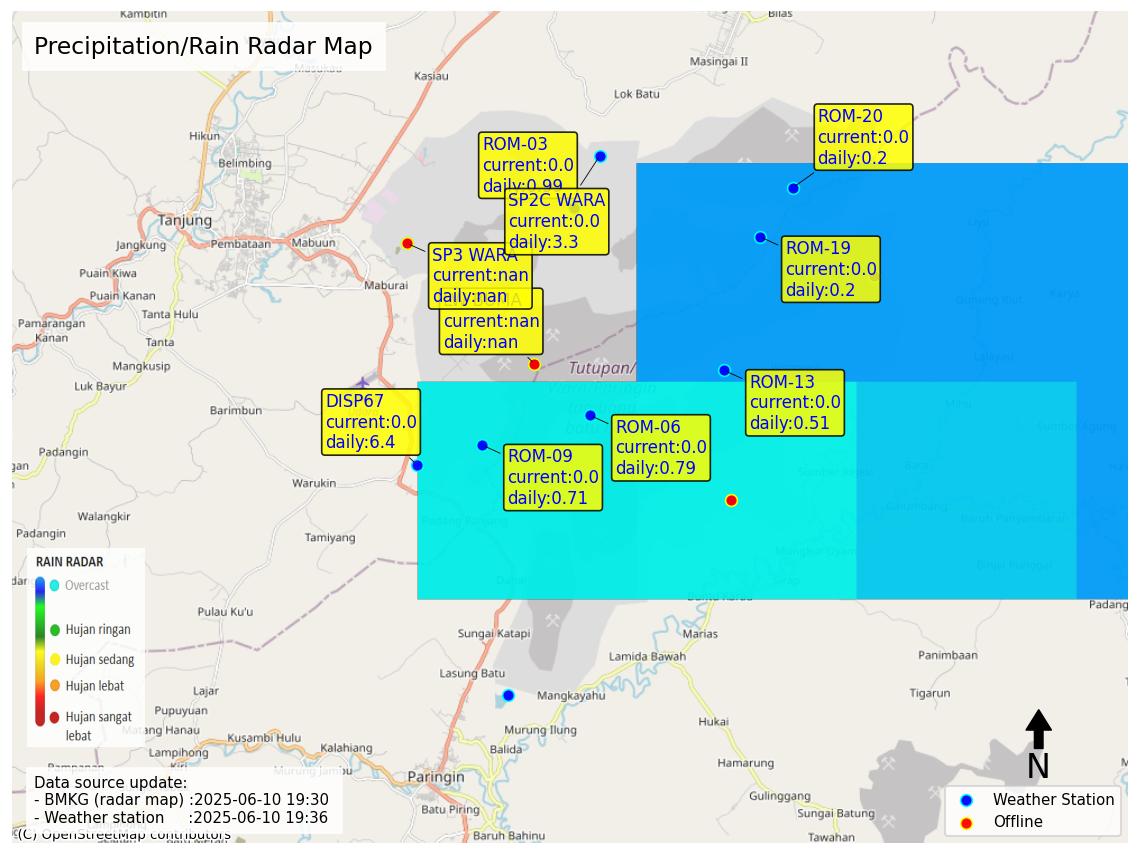 Precipitation/Rain Radar Map
Kambitin
Bilas
Kasiau
Masingai II
Lok Batu
Hikun
Belimbing
Tanjung
Jangkung
Pembataan
Mabuun
Puain Kiwa
Puain Kanan
Maburai
Tanta Hulu
Pamarangan
Kanan
Tanta
Mangkusip
Luk Bayur
Barimbun
Padangin
Warukin
Walangkir
Padangin
Tamiyang
ROM-03
current:0.0
daily:0.99
SP2C WARA
current:0.0
daily:3.3
SP3 WARA
current:nan
daily:nan
current:nan
daily:nan
ROM-20
current:0.0
daily:0.2
ROM-19
current:0.0
daily:0.2
ROM-13
current:0.0
daily:0.51
Tutupan/
DISP67
current:0.0
daily:6.4
ROM-06
current:0.0
daily:0.79
ROM-09
current:0.0
daily:0.71
RAIN RADAR
Overcast
Hujan ringan
Hujan sedang
Hujan lebat
Hujan sangat
lebat
Pulau Ku'u
Sungai Katapi
Marias
Lamida Bawah
Panimbaan
Lasung Batu
Tigarun
Lajar
Mangkayahu
Pupuyuan
Hukai
Matang Hanau
Kusambi Hulu
Murung Ilung
Lampihong
Kalahiang
Balida
Hamarung
Murung Jambu
Paringin
Gulinggang
Batu Piring
Sungai Batung
Baruh Bahinu
Tawahan
Data source update:
- BMKG (radar map) :2025-06-10 19:30
- Weather station :2025-06-10 19:36
(C) OpenStreetMap contributors
N
Weather Station
Offline